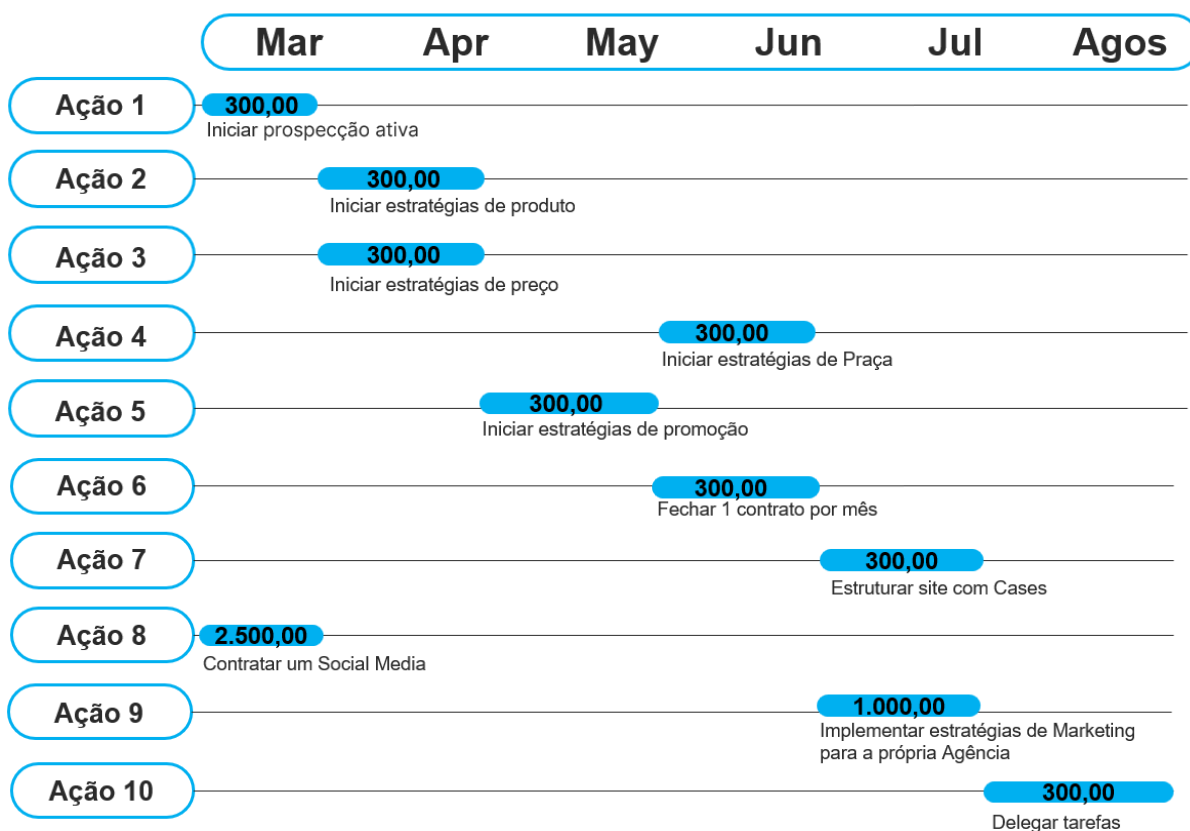 Mar Apr May Jun Jul Agos
Ação 1
300,00
Iniciar prospecção ativa
Ação 2
300,00
Iniciar estratégias de produto
Ação 3
300,00
Iniciar estratégias de preço
Ação 4
300,00
Iniciar estratégias de Praça
Ação 5
300,00
Iniciar estratégias de promoção
Ação 6
300,00
Fechar 1 contrato por mês
Ação 7
300,00
Estruturar site com Cases
Ação 8
2.500,00
Contratar um Social Media
Ação 9
1.000,00
Implementar estratégias de Marketing
para a própria Agência
Ação 10
300,00
Delegar tarefas